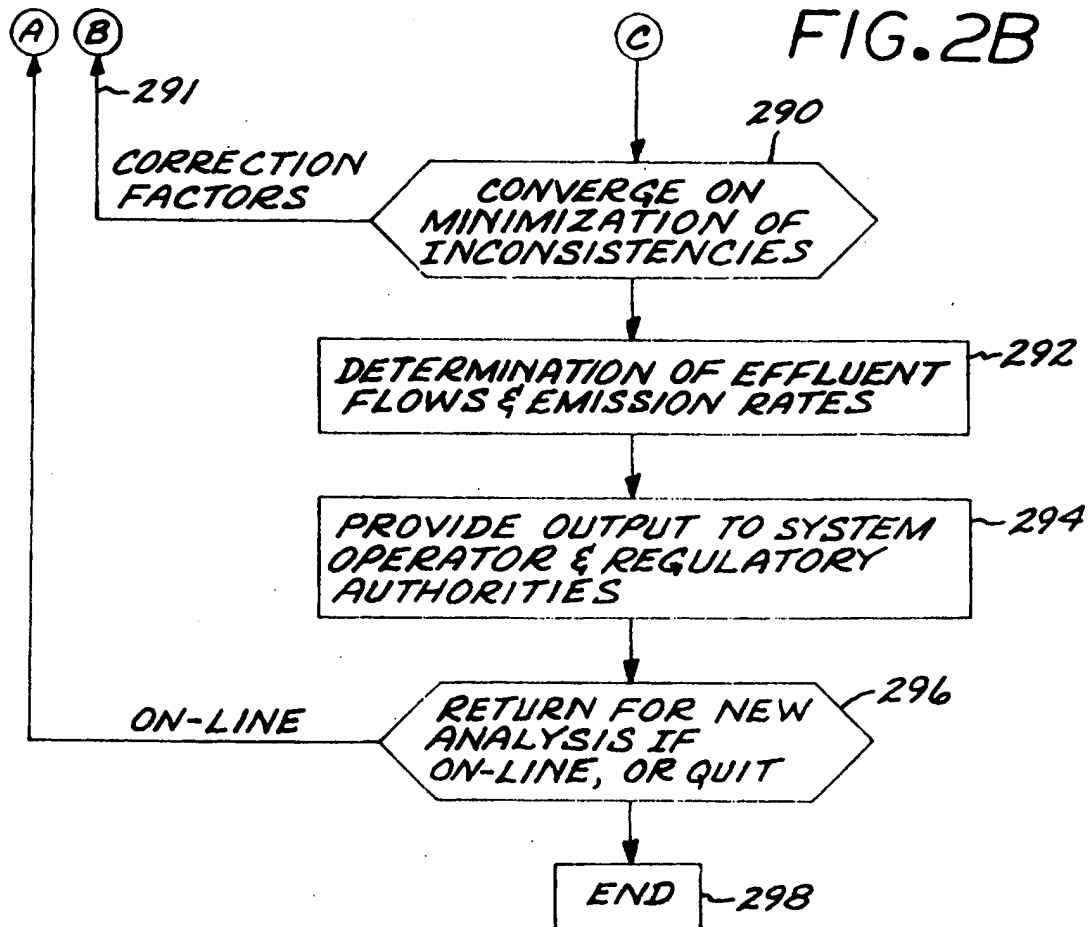 A B C FIG.2B
291
290
CORRECTION
FACTORS
CONVERGE ON
MINIMIZATION OF
INCONSISTENCIES
292
DETERMINATION OF EFFLUENT
FLOWS & EMISSION RATES
PROVIDE OUTPUT TO SYSTEM
OPERATOR & REGULATORY
AUTHORITIES
294
296
ON-LINE
RETURN FOR NEW
ANALYSIS IF
ON-LINE, OR QUIT
END
298